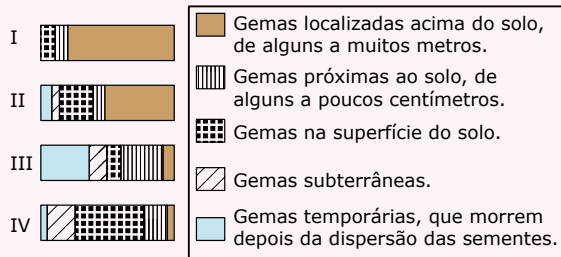 I
II
III
IV
Gemas localizadas acima do solo,
de alguns a muitos metros.
Gemas próximas ao solo, de
alguns a poucos centímetros.
Gemas na superfície do solo.
Gemas subterrâneas.
Gemas temporárias, que morrem
depois da dispersão das sementes.